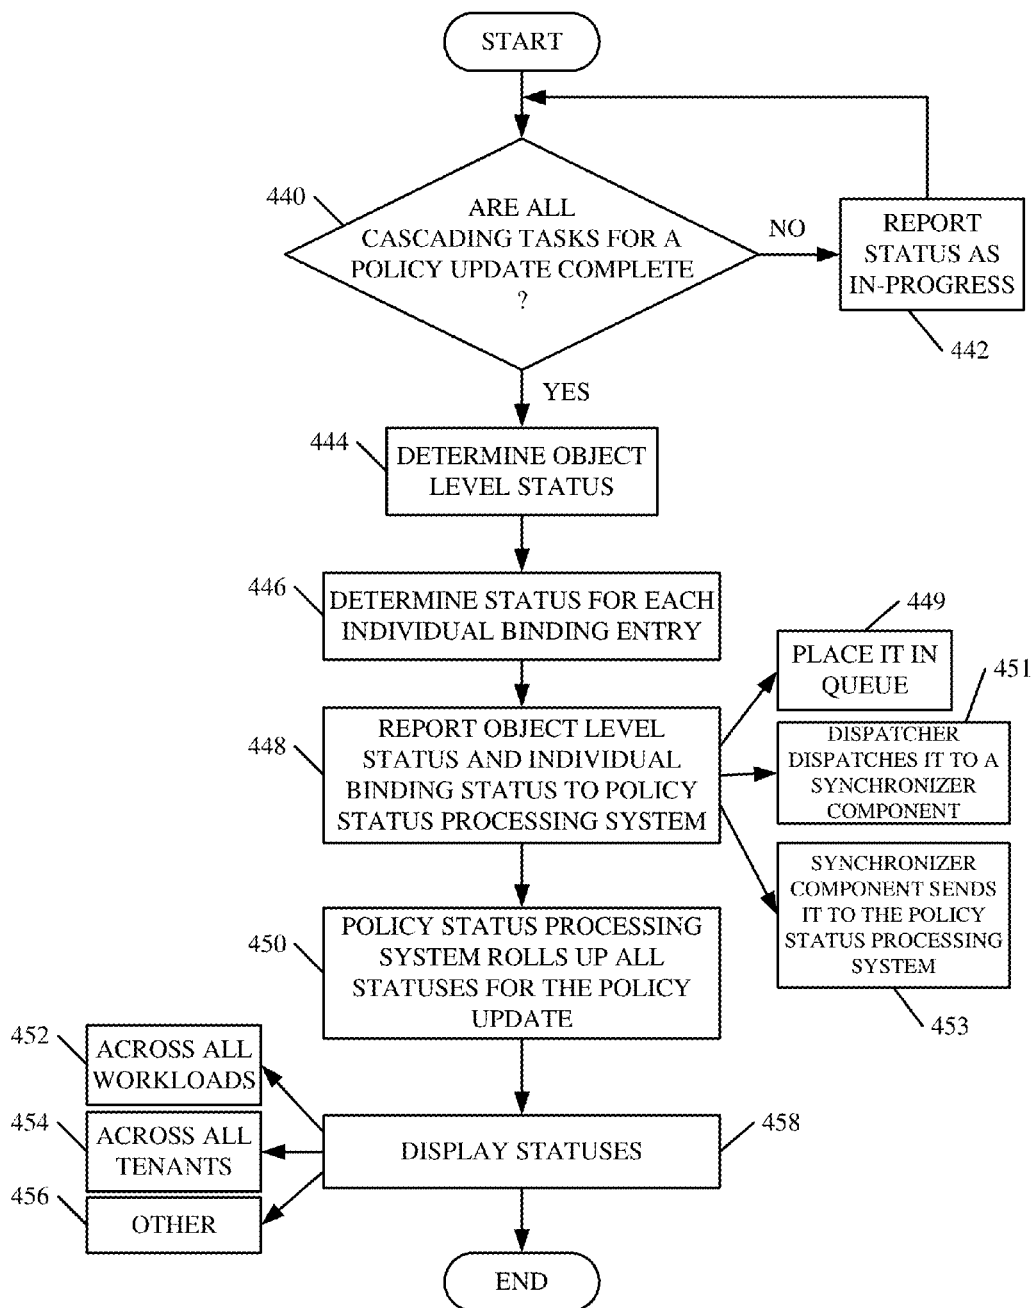 START
440
ARE ALL
CASCADING TASKS FOR A
POLICY UPDATE COMPLETE
?
NO
REPORT
STATUS AS
IN-PROGRESS
442
YES
444
DETERMINE OBJECT
LEVEL STATUS
446
DETERMINE STATUS FOR EACH
INDIVIDUAL BINDING ENTRY
449
PLACE IT IN
QUEUE
448
REPORT OBJECT LEVEL
STATUS AND INDIVIDUAL
BINDING STATUS TO POLICY
STATUS PROCESSING SYSTEM
451
DISPATCHER
DISPATCHES IT TO A
SYNCHRONIZER
COMPONENT
SYNCHRONIZER
COMPONENT SENDS
IT TO THE POLICY
STATUS PROCESSING
SYSTEM
453
450
POLICY STATUS PROCESSING
SYSTEM ROLLS UP ALL
STATUSES FOR THE POLICY
UPDATE
452
ACROSS ALL
WORKLOADS
454
ACROSS ALL
TENANTS
456
OTHER
DISPLAY STATUSES
458
END